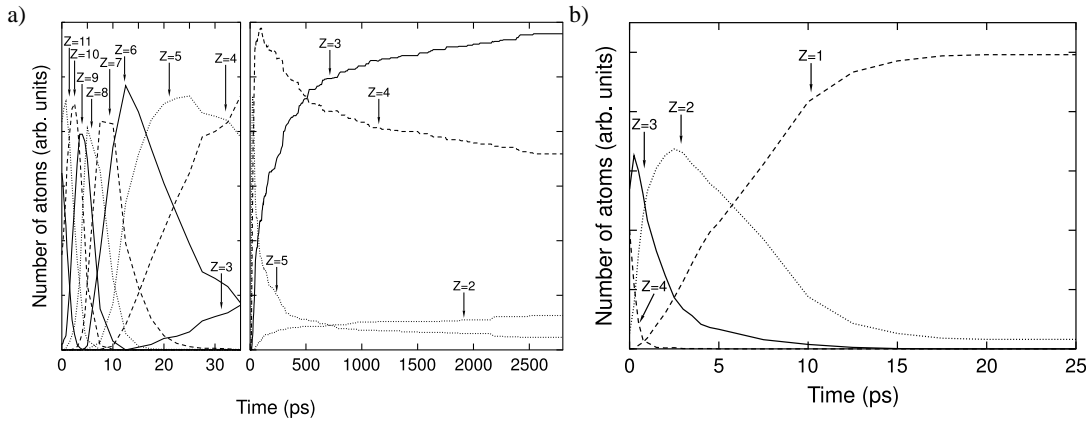 a)
Number of atoms (arb. units)
Z=11
Z=10
Z=9
Z=8
Z=7
Z=6
Z=5
Z=4
Z=3
0 10 20 30
Z=3
Z=4
Z=5
Z=2
0 500 1000 1500 2000 2500
Time (ps)
b)
Number of atoms (arb. units)
Z=1
Z=3
Z=2
Z=4
0 5 10 15 20 25
Time (ps)